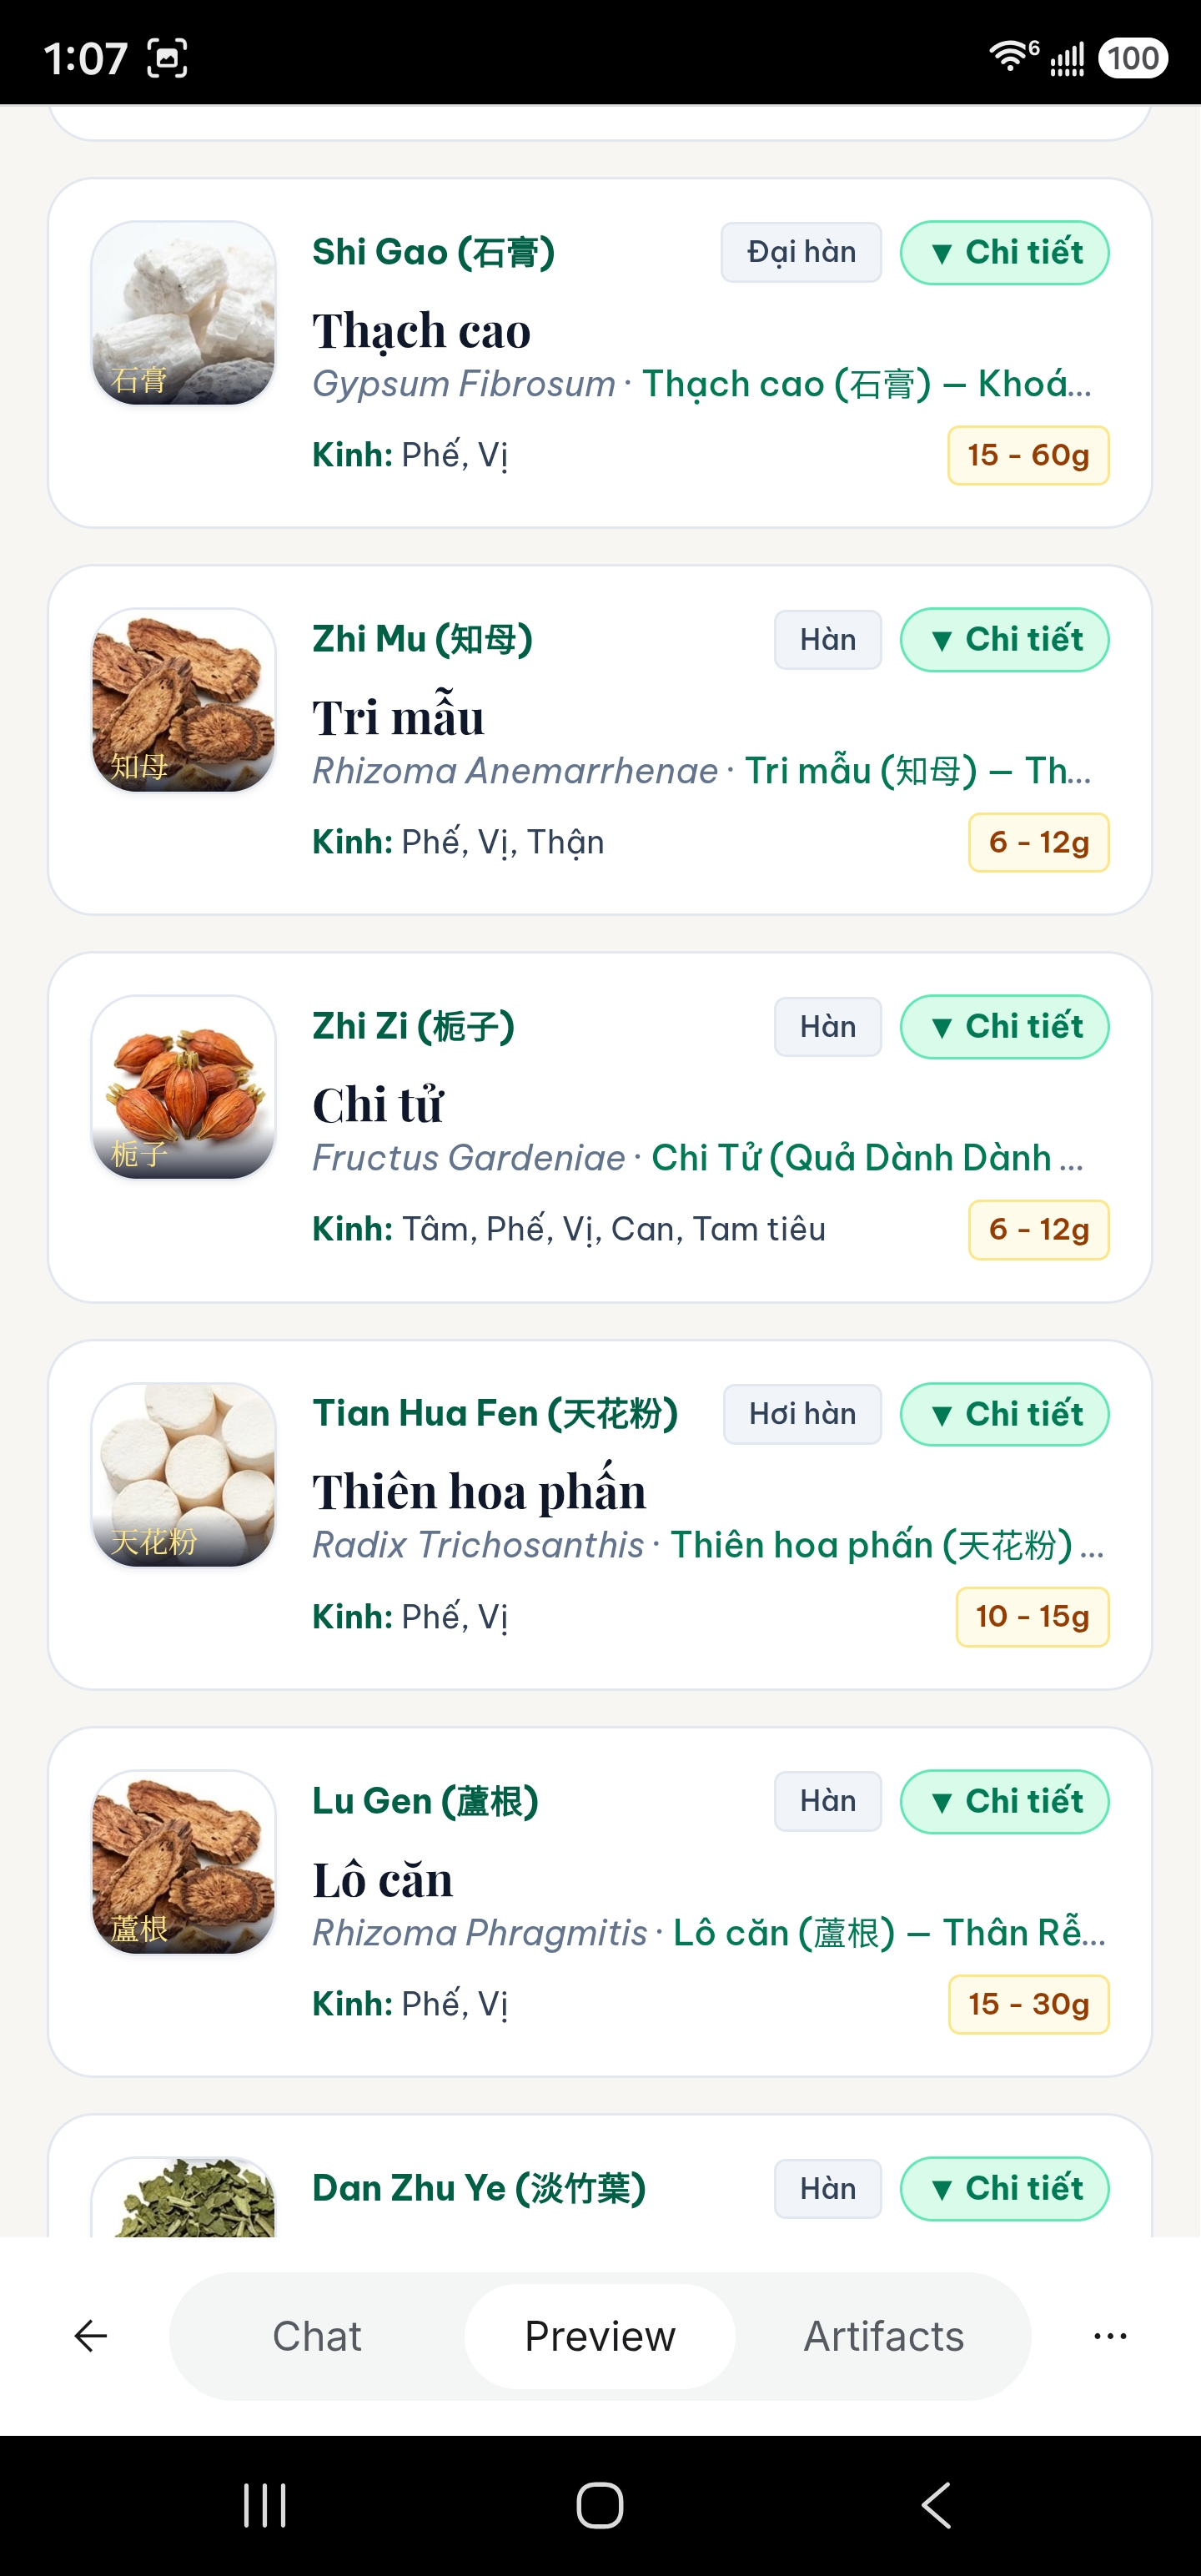 1:07
6
100
Shi Gao (石膏)
Đại hàn
▼ Chi tiết
Thạch cao
石膏
Gypsum Fibrosum · Thạch cao (石膏) — Khoá...
Kinh: Phế, Vị
15 - 60g
Zhi Mu (知母)
Hàn
▼ Chi tiết
Tri mẫu
知母
Rhizoma Anemarrhenae · Tri mẫu (知母) — Th...
Kinh: Phế, Vị, Thận
6 - 12g
Zhi Zi (栀子)
Hàn
▼ Chi tiết
Chi tử
栀子
Fructus Gardeniae · Chi Tử (Quả Dành Dành ...
Kinh: Tâm, Phế, Vị, Can, Tam tiêu
6 - 12g
Tian Hua Fen (天花粉)
Hơi hàn
▼ Chi tiết
Thiên hoa phấn
天花粉
Radix Trichosanthis · Thiên hoa phấn (天花粉) ...
Kinh: Phế, Vị
10 - 15g
Lu Gen (蘆根)
Hàn
▼ Chi tiết
Lô căn
蘆根
Rhizoma Phragmitis · Lô căn (蘆根) — Thân Rễ...
Kinh: Phế, Vị
15 - 30g
Dan Zhu Ye (淡竹葉)
Hàn
▼ Chi tiết
Chat
Preview
Artifacts